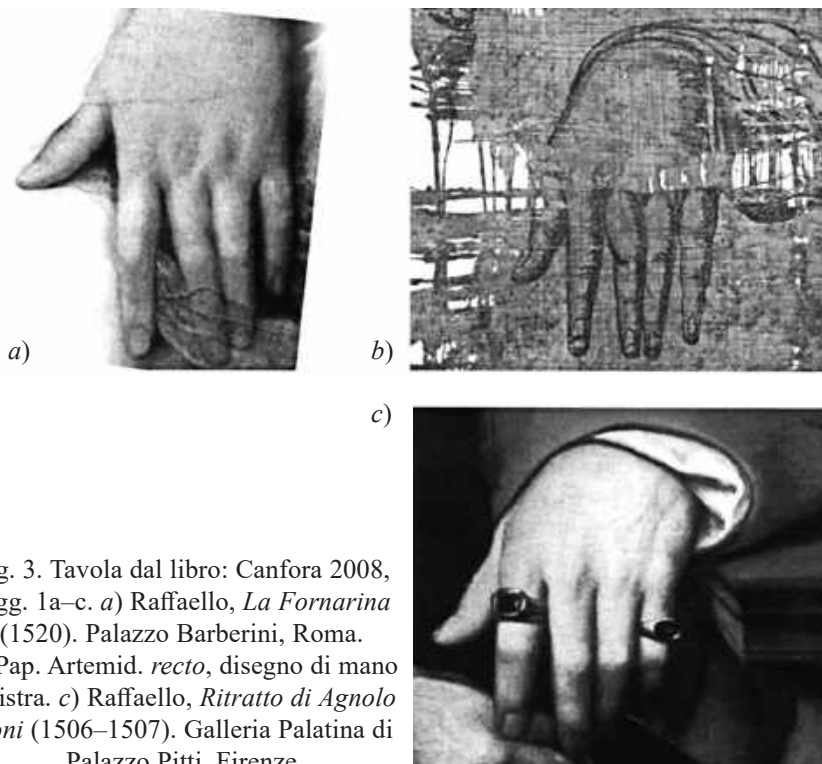 a)
b)
c)
g. 3. Tavola dal libro: Canfora 2008,
gg. 1a–c. a) Raffaello, La Fornarina
(1520). Palazzo Barberini, Roma.
Pap. Artemid. recto, disegno di mano
istra. c) Raffaello, Ritratto di Agnolo
oni (1506–1507). Galleria Palatina di
Palazzo Pitti, Firenze